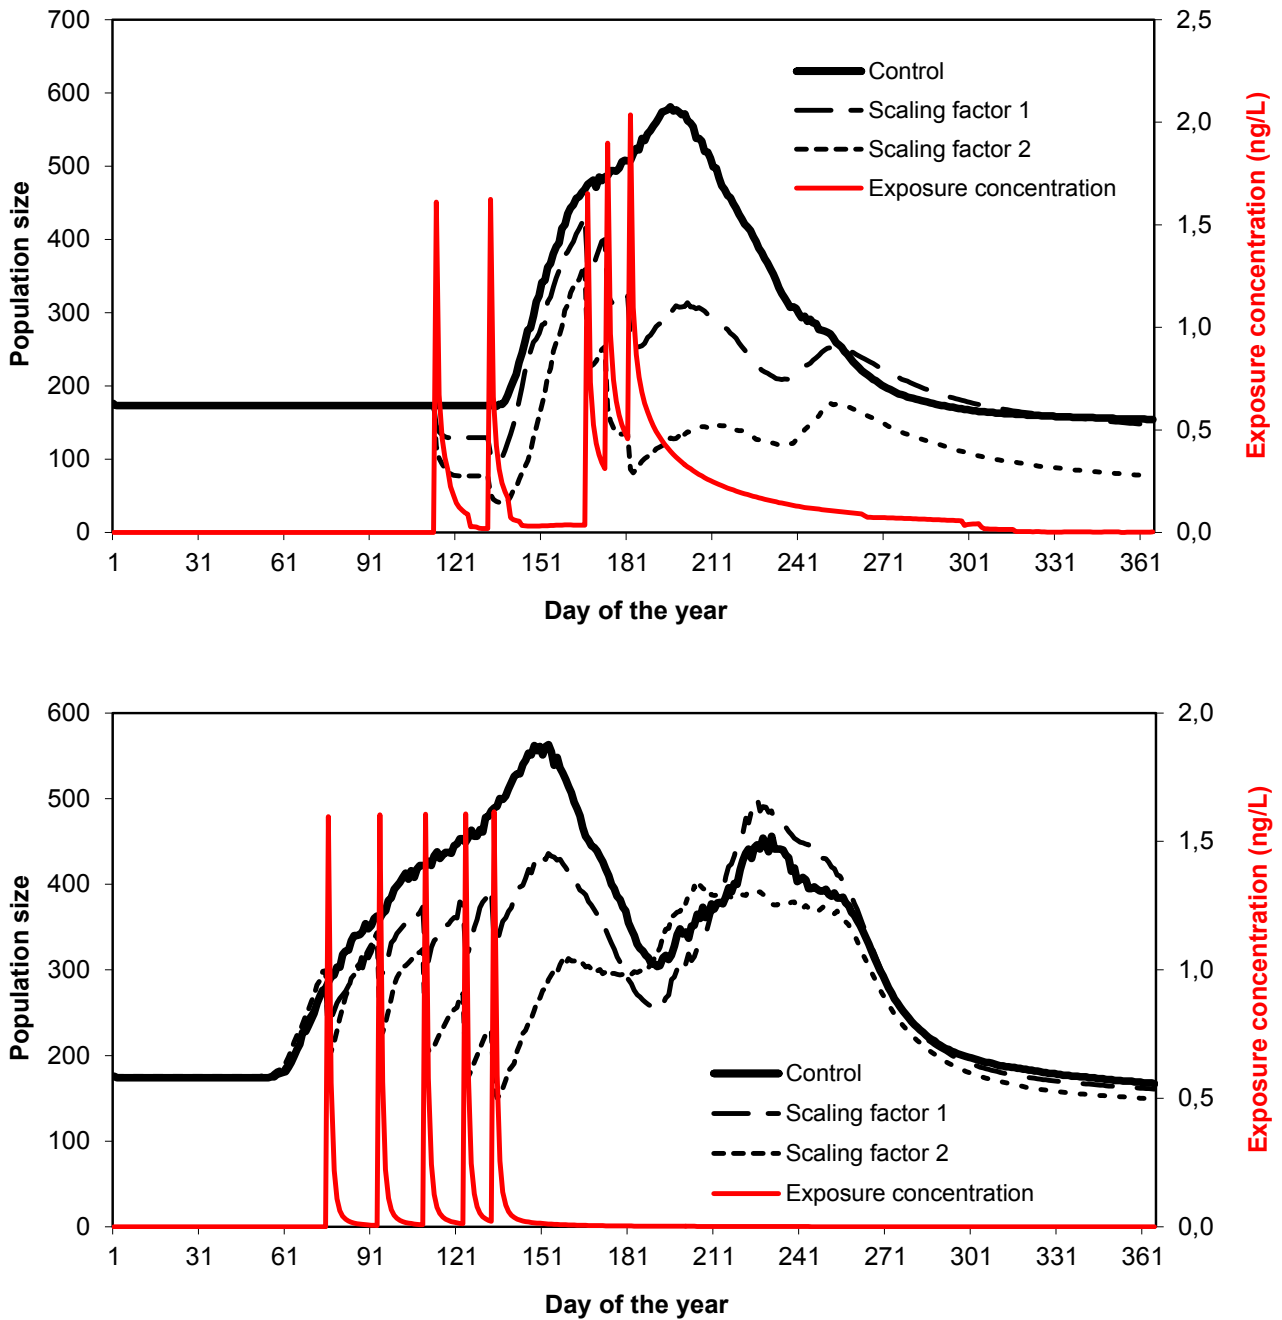 700
600
500
400
300
200
100
0
Population size
2,5
2,0
1,5
1,0
0,5
0,0
Exposure concentration (ng/L)
Control
Scaling factor 1
Scaling factor 2
Exposure concentration
1 31 61 91 121 151 181 211 241 271 301 331 361
Day of the year
600
500
400
300
200
100
0
Population size
2,0
1,5
1,0
0,5
0,0
Exposure concentration (ng/L)
Control
Scaling factor 1
Scaling factor 2
Exposure concentration
1 31 61 91 121 151 181 211 241 271 301 331 361
Day of the year